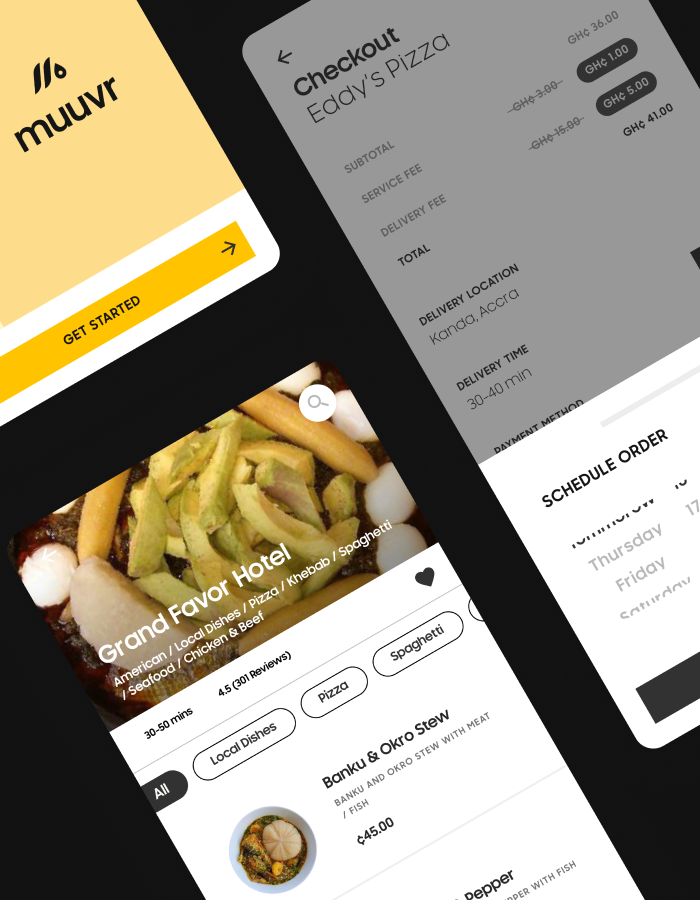 muuvr
GET STARTED
Checkout
Eddy's Pizza
SUBTOTAL
GH¢ 36.00
SERVICE FEE
GH¢ 3.00
GH¢ 1.00
DELIVERY FEE
GH¢ 15.00
GH¢ 5.00
TOTAL
GH¢ 41.00
DELIVERY LOCATION
Kanda, Accra
DELIVERY TIME
30-40 min
PAYMENT METHOD
SCHEDULE ORDER
Tommorow
Thursday
Friday
Saturday
17
Grand Favor Hotel
American / Local Dishes / Pizza / Khebab / Spaghetti
/ Seafood / Chicken & Beef
30-50 mins
4.5 (301 Reviews)
All
Local Dishes
Pizza
Spaghetti
Banku & Okro Stew
BANKU AND OKRO STEW WITH MEAT
/ FISH
¢45.00
Pepper
WITH FISH